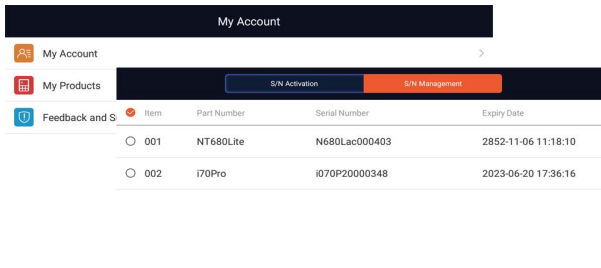 My Account
My Account
My Products
S/N Activation S/N Management
Feedback and S
Item Part Number Serial Number Expiry Date
001 NT680Lite N680Lac000403 2852-11-06 11:18:10
002 i70Pro i070P20000348 2023-06-20 17:36:16